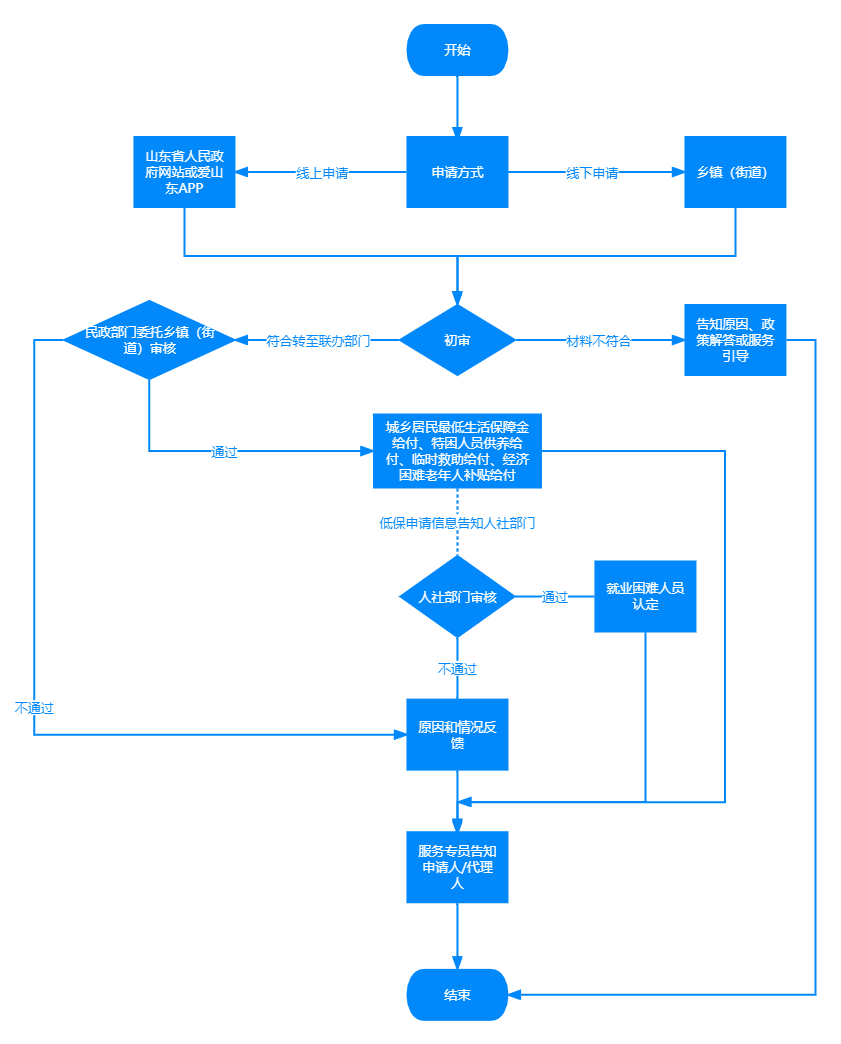 开始
山东省人民政
府网站或爱山
东APP
线上申请
申请方式
线下申请
乡镇（街道）
民政部门委托乡镇（街
道）审核
符合转至联办部门
初审
材料不符合
告知原因、政
策解答或服务
引导
通过
城乡居民最低生活保障金
给付、特困人员供养给
付、临时救助给付、经济
困难老年人补贴给付
低保申请信息告知人社部门
人社部门审核
通过
就业困难人员
认定
不通过
不通过
原因和情况反
馈
服务专员告知
申请人/代理
人
结束